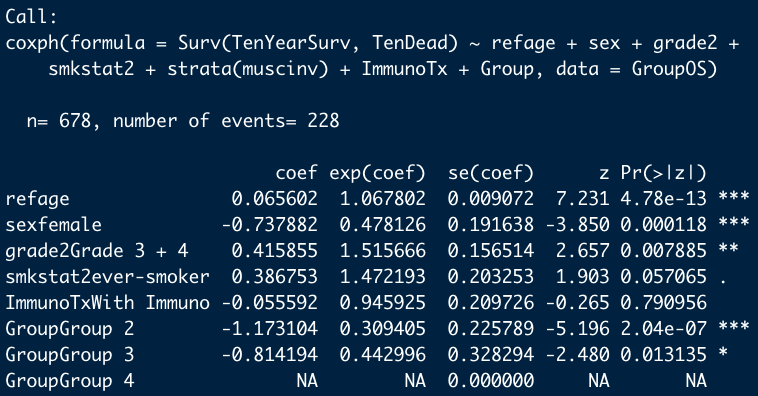 Call:
coxph(formula = Surv(TenYearSurv, TenDead) ~ refage + sex + grade2 +
    smkstat2 + strata(muscinv) + ImmunoTx + Group, data = GroupOS)
  n= 678, number of events= 228
                         coef exp(coef)  se(coef)      z Pr(>|z|)
refage               0.065602  1.067802  0.009072  7.231 4.78e-13 ***
sexfemale           -0.737882  0.478126  0.191638 -3.850 0.000118 ***
grade2Grade 3 + 4    0.415855  1.515666  0.156514  2.657 0.007885 **
smkstat2ever-smoker  0.386753  1.472193  0.203253  1.903 0.057065 .
ImmunoTxWith Immuno -0.055592  0.945925  0.209726 -0.265 0.790956
GroupGroup 2        -1.173104  0.309405  0.225789 -5.196 2.04e-07 ***
GroupGroup 3        -0.814194  0.442996  0.328294 -2.480 0.013135 *
GroupGroup 4               NA        NA  0.000000     NA       NA